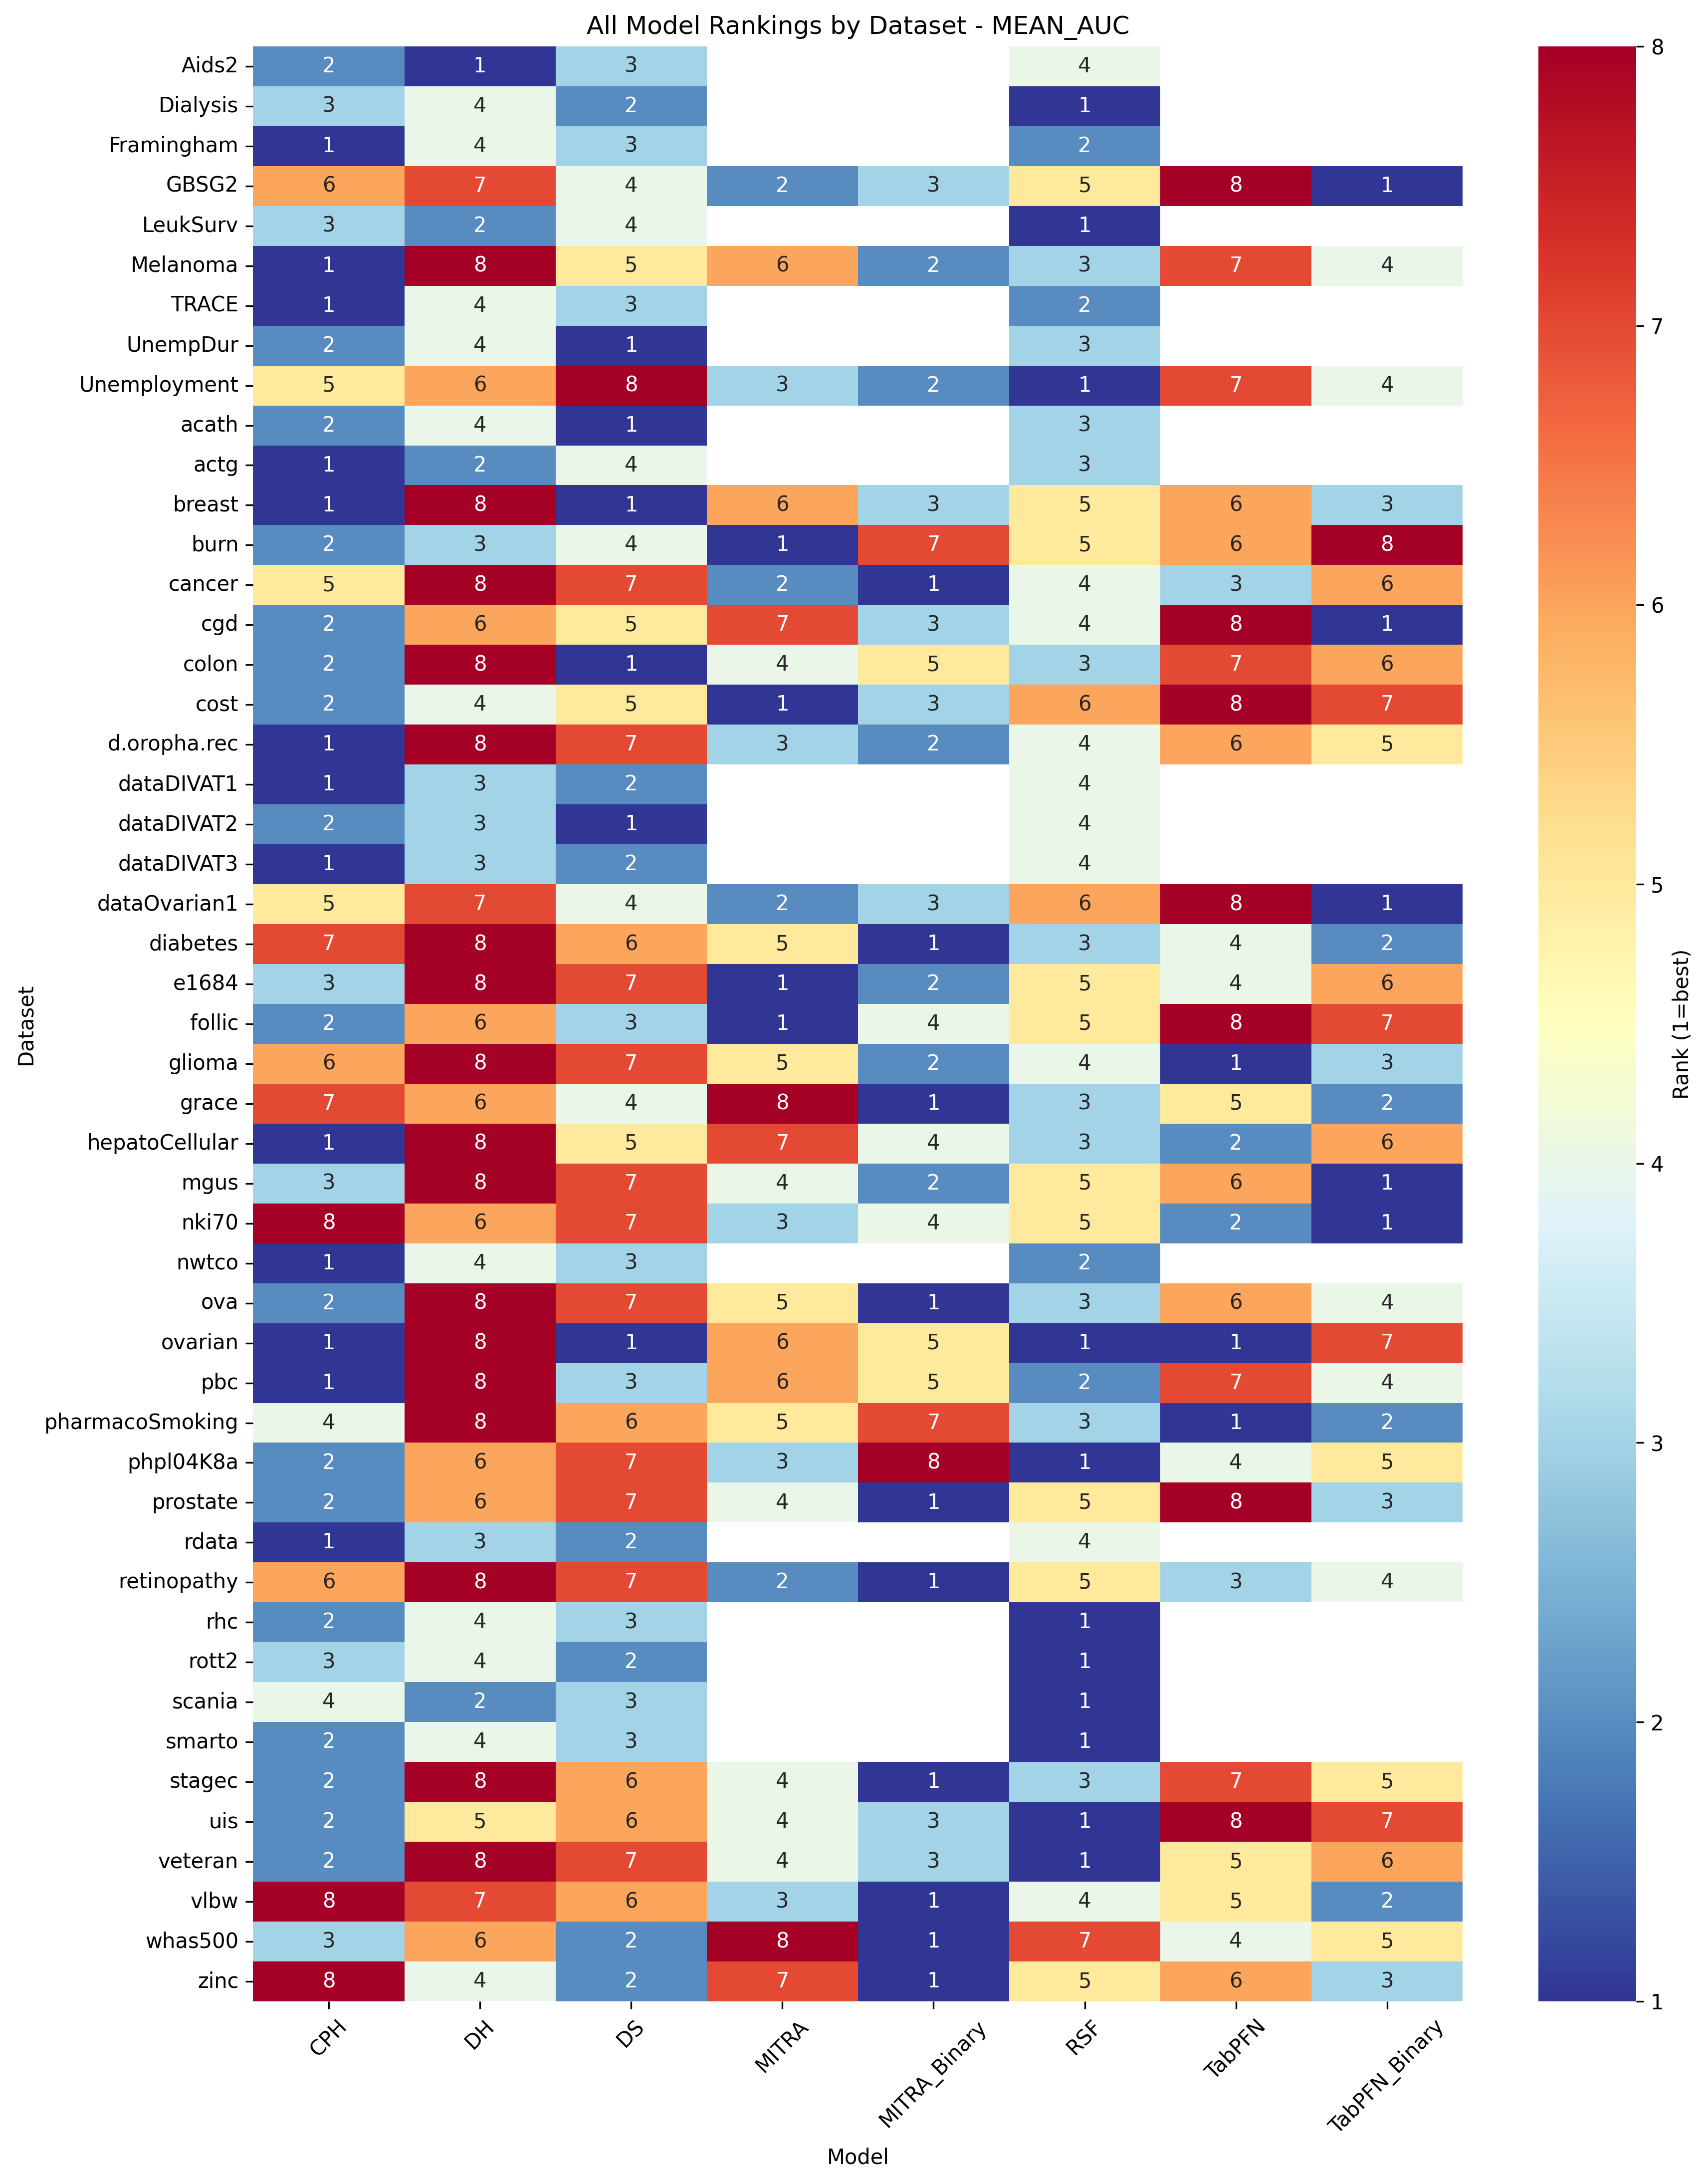 All Model Rankings by Dataset - MEAN_AUC
Aids2 2 1 3 4
Dialysis 3 4 2 1
Framingham 1 4 3 2
GBSG2 6 7 4 2 3 5 8 1
LeukSurv 3 2 4 1
Melanoma 1 8 5 6 2 3 7 4
TRACE 1 4 3 2
UnempDur 2 4 1 3
Unemployment 5 6 8 3 2 1 7 4
acath 2 4 1 3
actg 1 2 4 3
breast 1 8 1 6 3 5 6 3
burn 2 3 4 1 7 5 6 8
cancer 5 8 7 2 1 4 3 6
cgd 2 6 5 7 3 4 8 1
colon 2 8 1 4 5 3 7 6
cost 2 4 5 1 3 6 8 7
d.oropha.rec 1 8 7 3 2 4 6 5
dataDIVAT1 1 3 2 4
dataDIVAT2 2 3 1 4
dataDIVAT3 1 3 2 4
dataOvarian1 5 7 4 2 3 6 8 1
diabetes 7 8 6 5 1 3 4 2
e1684 3 8 7 1 2 5 4 6
follic 2 6 3 1 4 5 8 7
glioma 6 8 7 5 2 4 1 3
grace 7 6 4 8 1 3 5 2
hepatoCellular 1 8 5 7 4 3 2 6
mgus 3 8 7 4 2 5 6 1
nki70 8 6 7 3 4 5 2 1
nwtco 1 4 3 2
ova 2 8 7 5 1 3 6 4
ovarian 1 8 1 6 5 1 1 7
pbc 1 8 3 6 5 2 7 4
pharmacoSmoking 4 8 6 5 7 3 1 2
phpl04K8a 2 6 7 3 8 1 4 5
prostate 2 6 7 4 1 5 8 3
rdata 1 3 2 4
retinopathy 6 8 7 2 1 5 3 4
rhc 2 4 3 1
rott2 3 4 2 1
scania 4 2 3 1
smarto 2 4 3 1
stagec 2 8 6 4 1 3 7 5
uis 2 5 6 4 3 1 8 7
veteran 2 8 7 4 3 1 5 6
vlbw 8 7 6 3 1 4 5 2
whas500 3 6 2 8 1 7 4 5
zinc 8 4 2 7 1 5 6 3
CPH DH DS MITRA MITRA_Binary RSF TabPFN TabPFN_Binary
Model
Dataset
8
7
6
5
4
3
2
1
Rank (1=best)